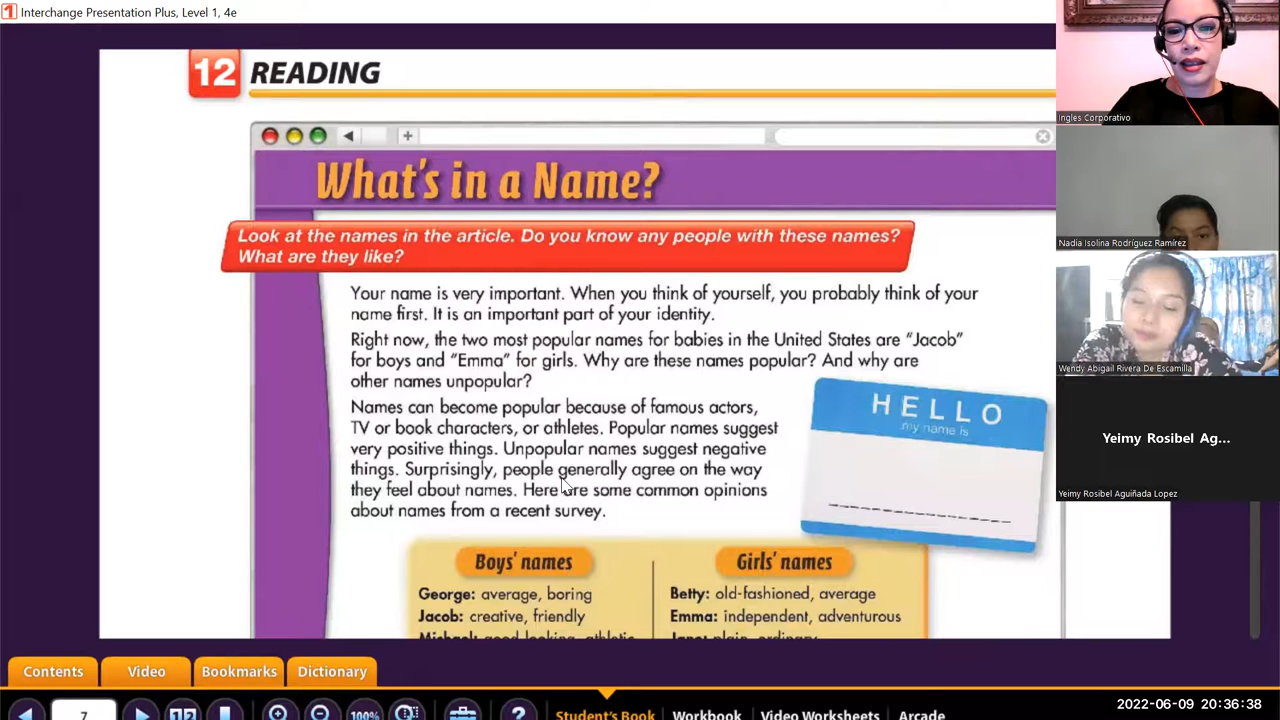 Interchange Presentation Plus, Level 1, 4e
12 READING
What's in a Name?
Look at the names in the article. Do you know any people with these names?
What are they like?
Your name is very important. When you think of yourself, you probably think of your
name first. It is an important part of your identity.
Right now, the two most popular names for babies in the United States are “Jacob”
for boys and “Emma” for girls. Why are these names popular? And why are
other names unpopular?
Names can become popular because of famous actors,
TV or book characters, or athletes. Popular names suggest
very positive things. Unpopular names suggest negative
things. Surprisingly, people generally agree on the way
they feel about names. Here are some common opinions
about names from a recent survey.
HELLO
my name is
Boys' names
George: average, boring
Jacob: creative, friendly
Michael: good-looking, athletic
Girls' names
Betty: old-fashioned, average
Emma: independent, adventurous
Jane: plain, ordinary
Ingles Corporativo
Nadia Isolina Rodríguez Ramírez
Wendy Abigail Rivera De Escamilla
Yeimy Rosibel Ag...
Yeimy Rosibel Aguiñada Lopez
Contents Video Bookmarks Dictionary
7 100% ? Student's Book Workbook Video Worksheets Arcade
2022-06-09 20:36:38